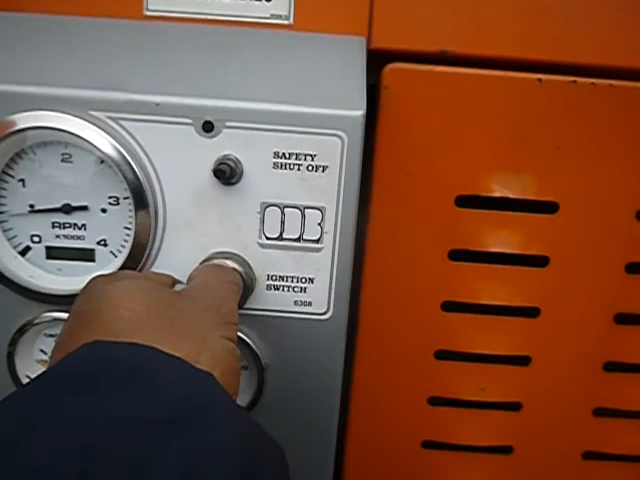 SAFETY
SHUT OFF
ODB
IGNITION
SWITCH
6308
2
1
3
RPM
X1000
0
4